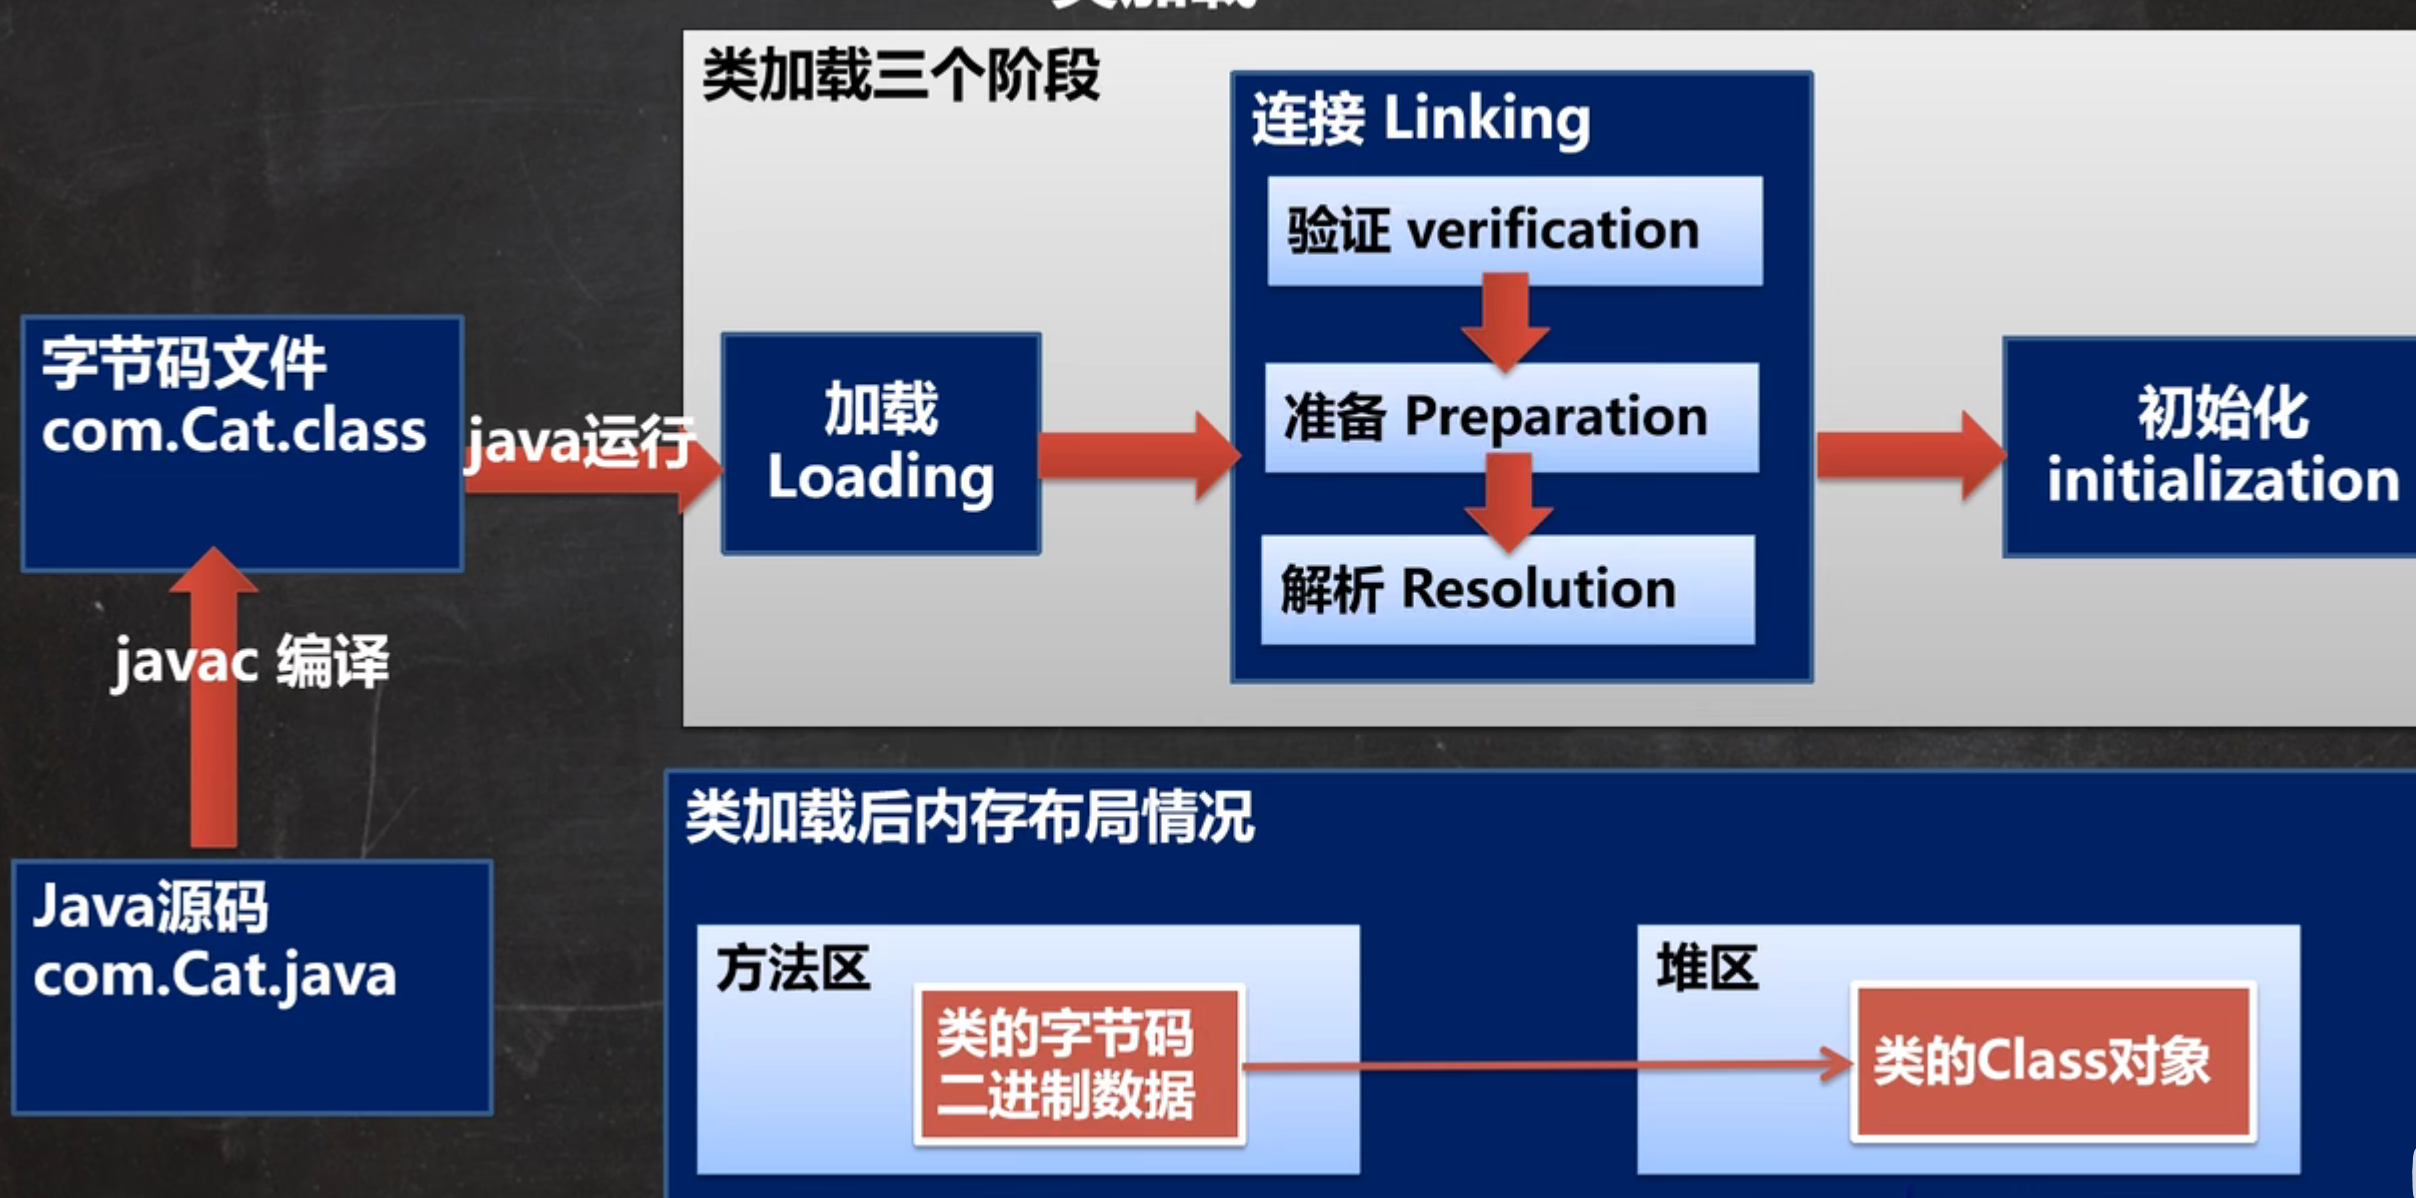 类加载
类加载三个阶段
连接 Linking
验证 verification
准备 Preparation
解析 Resolution
加载
Loading
初始化
initialization
字节码文件
com.Cat.class
java运行
javac 编译
Java源码
com.Cat.java
类加载后内存布局情况
方法区
类的字节码
二进制数据
堆区
类的Class对象